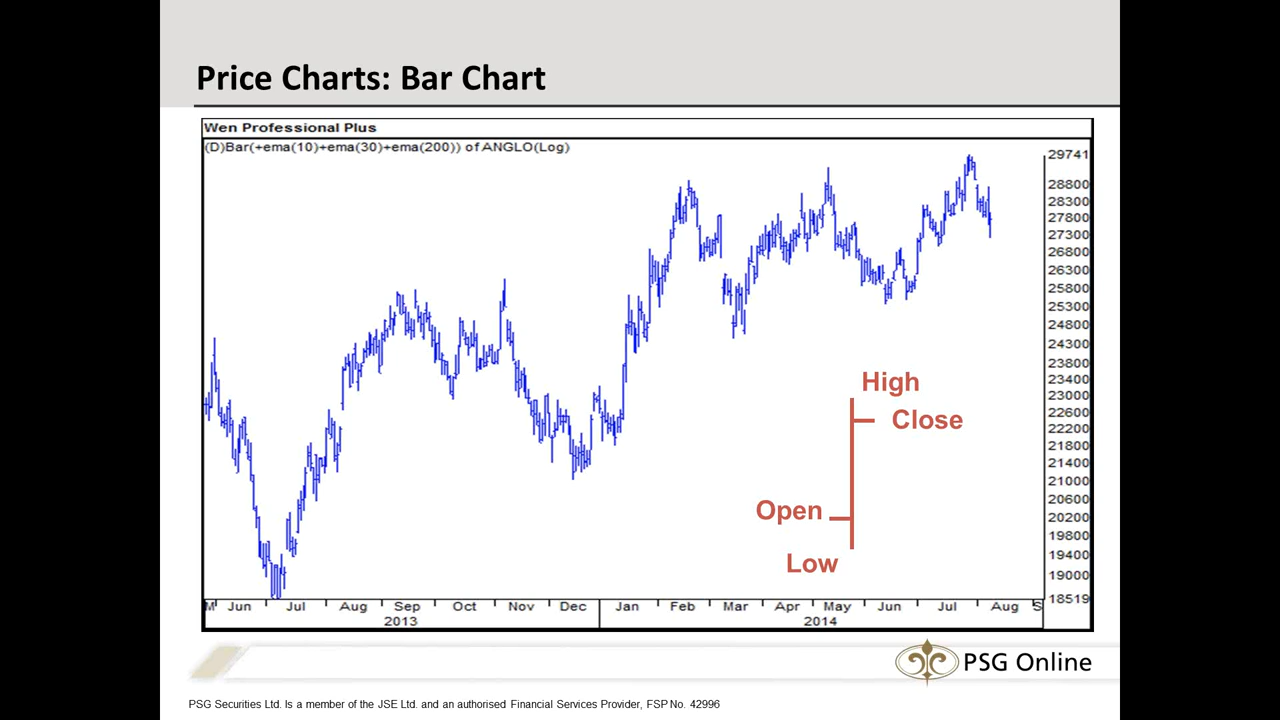 Price Charts: Bar Chart
Wen Professional Plus
(D)Bar(+ema(10)+ema(30)+ema(200)) of ANGLO(Log)
29741
28800
28300
27800
27300
26800
26300
25800
25300
24800
24300
23800
23400
23000
22600
22200
21800
21400
21000
20600
20200
19800
19400
19000
18519
High
Close
Open
Low
M Jun Jul Aug Sep Oct Nov Dec Jan Feb Mar Apr May Jun Jul Aug S
2013 2014
PSG Online
PSG Securities Ltd. Is a member of the JSE Ltd. and an authorised Financial Services Provider, FSP No. 42996